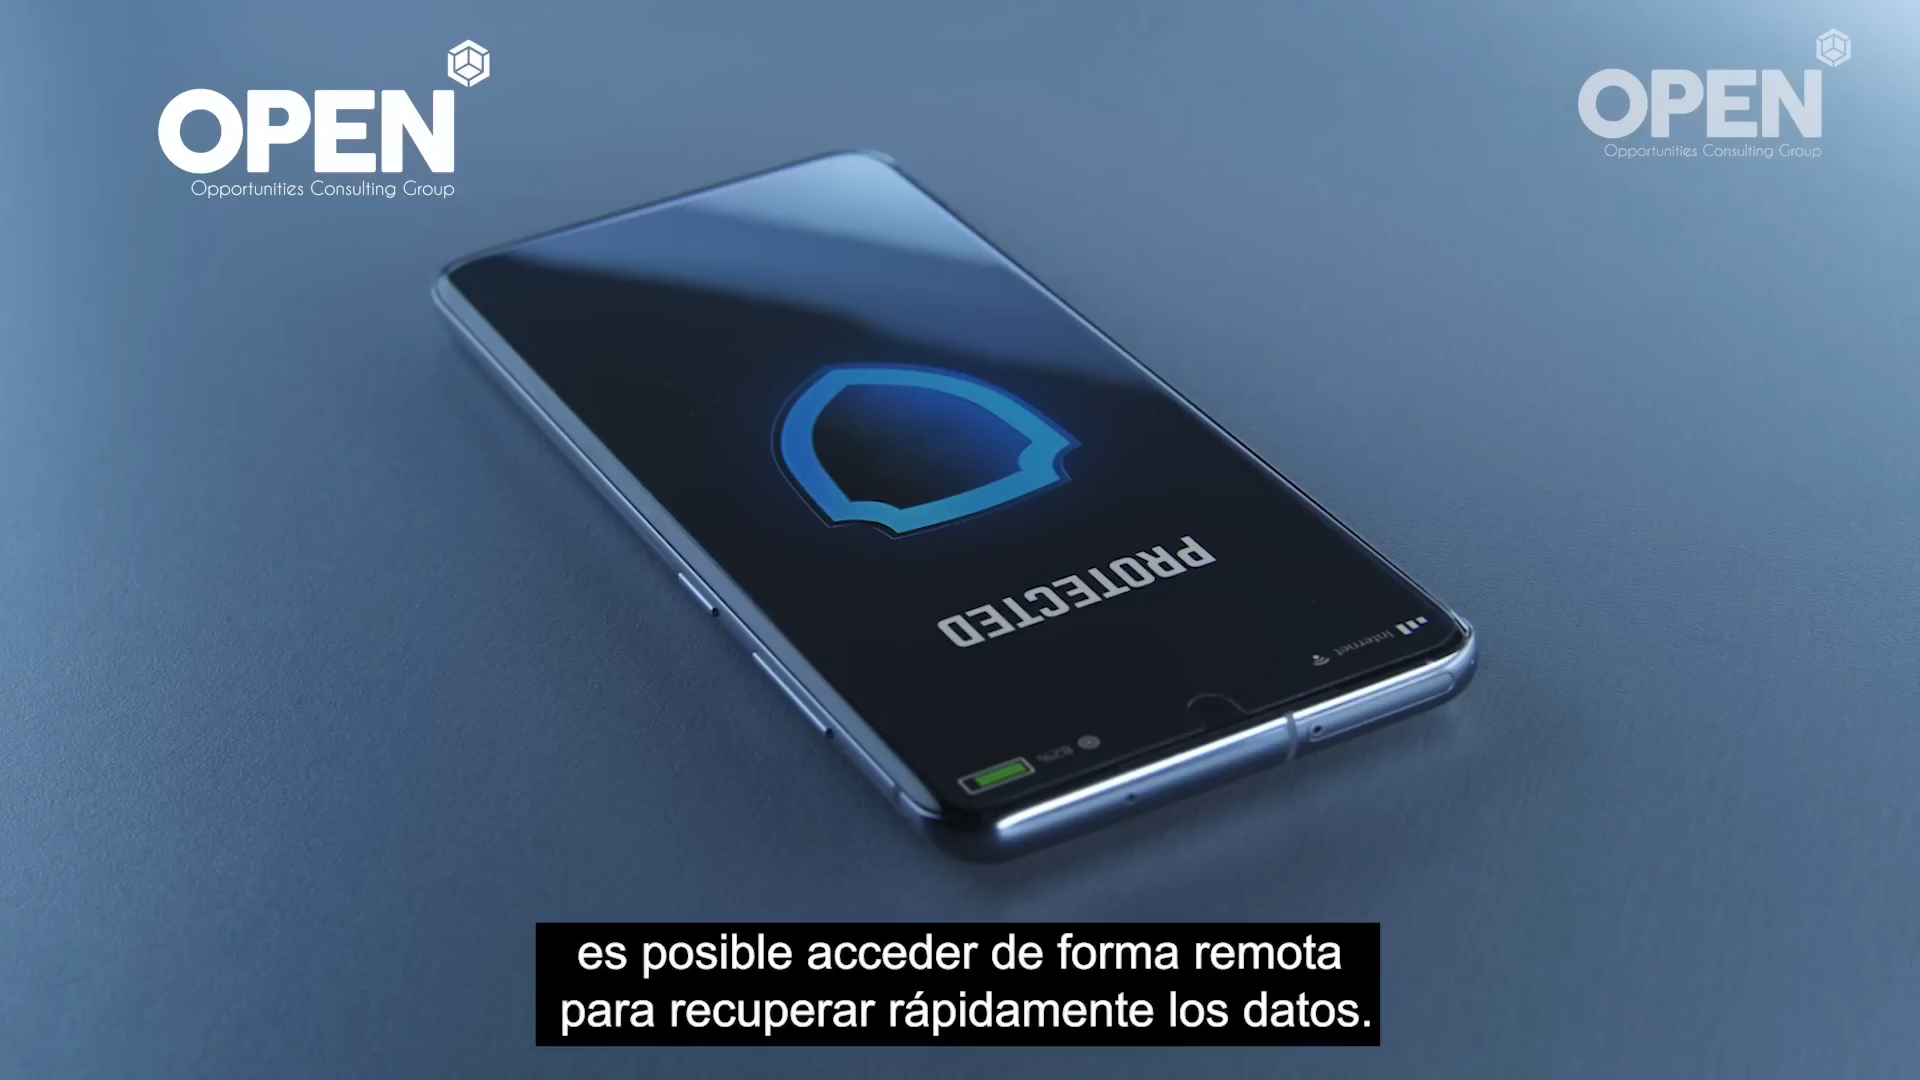 OPEN
Opportunities Consulting Group
OPEN
Opportunities Consulting Group
PROTECTED
Internet
82%
es posible acceder de forma remota
para recuperar rápidamente los datos.